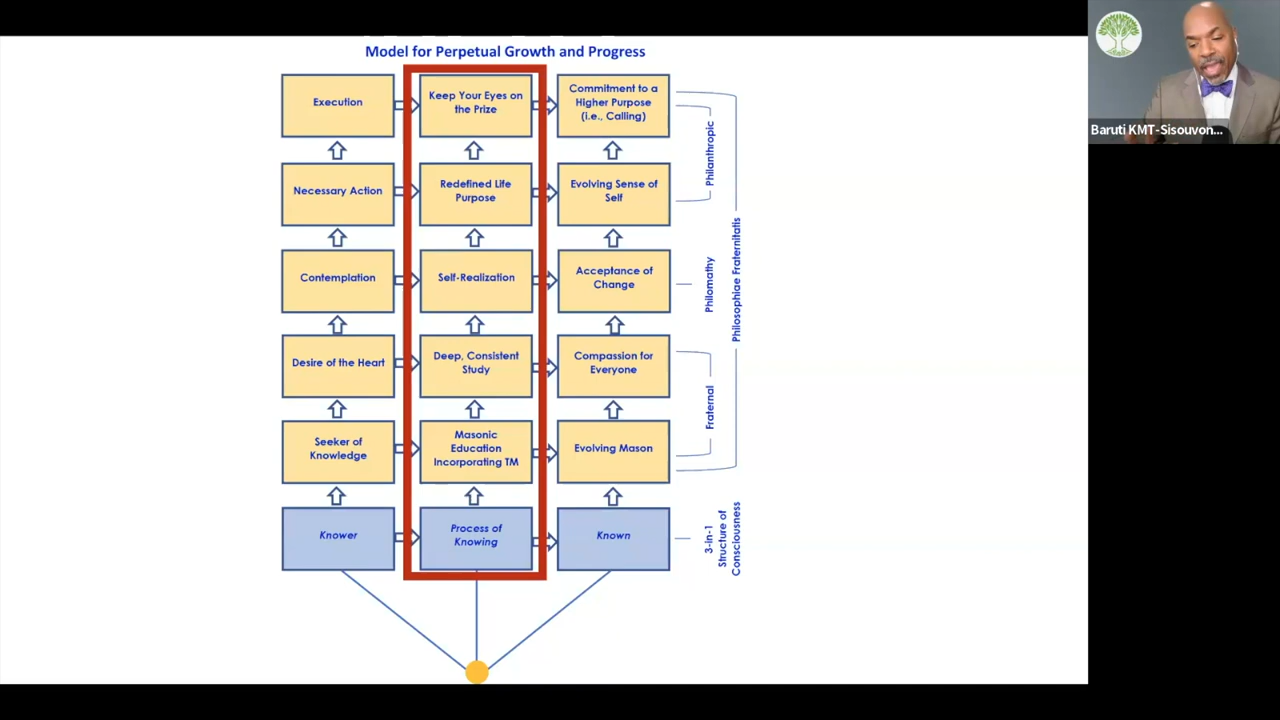 Model for Perpetual Growth and Progress
Execution
Keep Your Eyes on
the Prize
Commitment to a
Higher Purpose
(i.e., Calling)
Necessary Action
Redefined Life
Purpose
Evolving Sense of
Self
Contemplation
Self-Realization
Acceptance of
Change
Desire of the Heart
Deep, Consistent
Study
Compassion for
Everyone
Seeker of
Knowledge
Masonic
Education
Incorporating TM
Evolving Mason
Knower
Process of
Knowing
Known
Philanthropic
Philomathy
Fraternal
Philosophiae Fraternitatis
3-in-1
Structure of
Consciousness
Baruti KMT-Sisouvon...